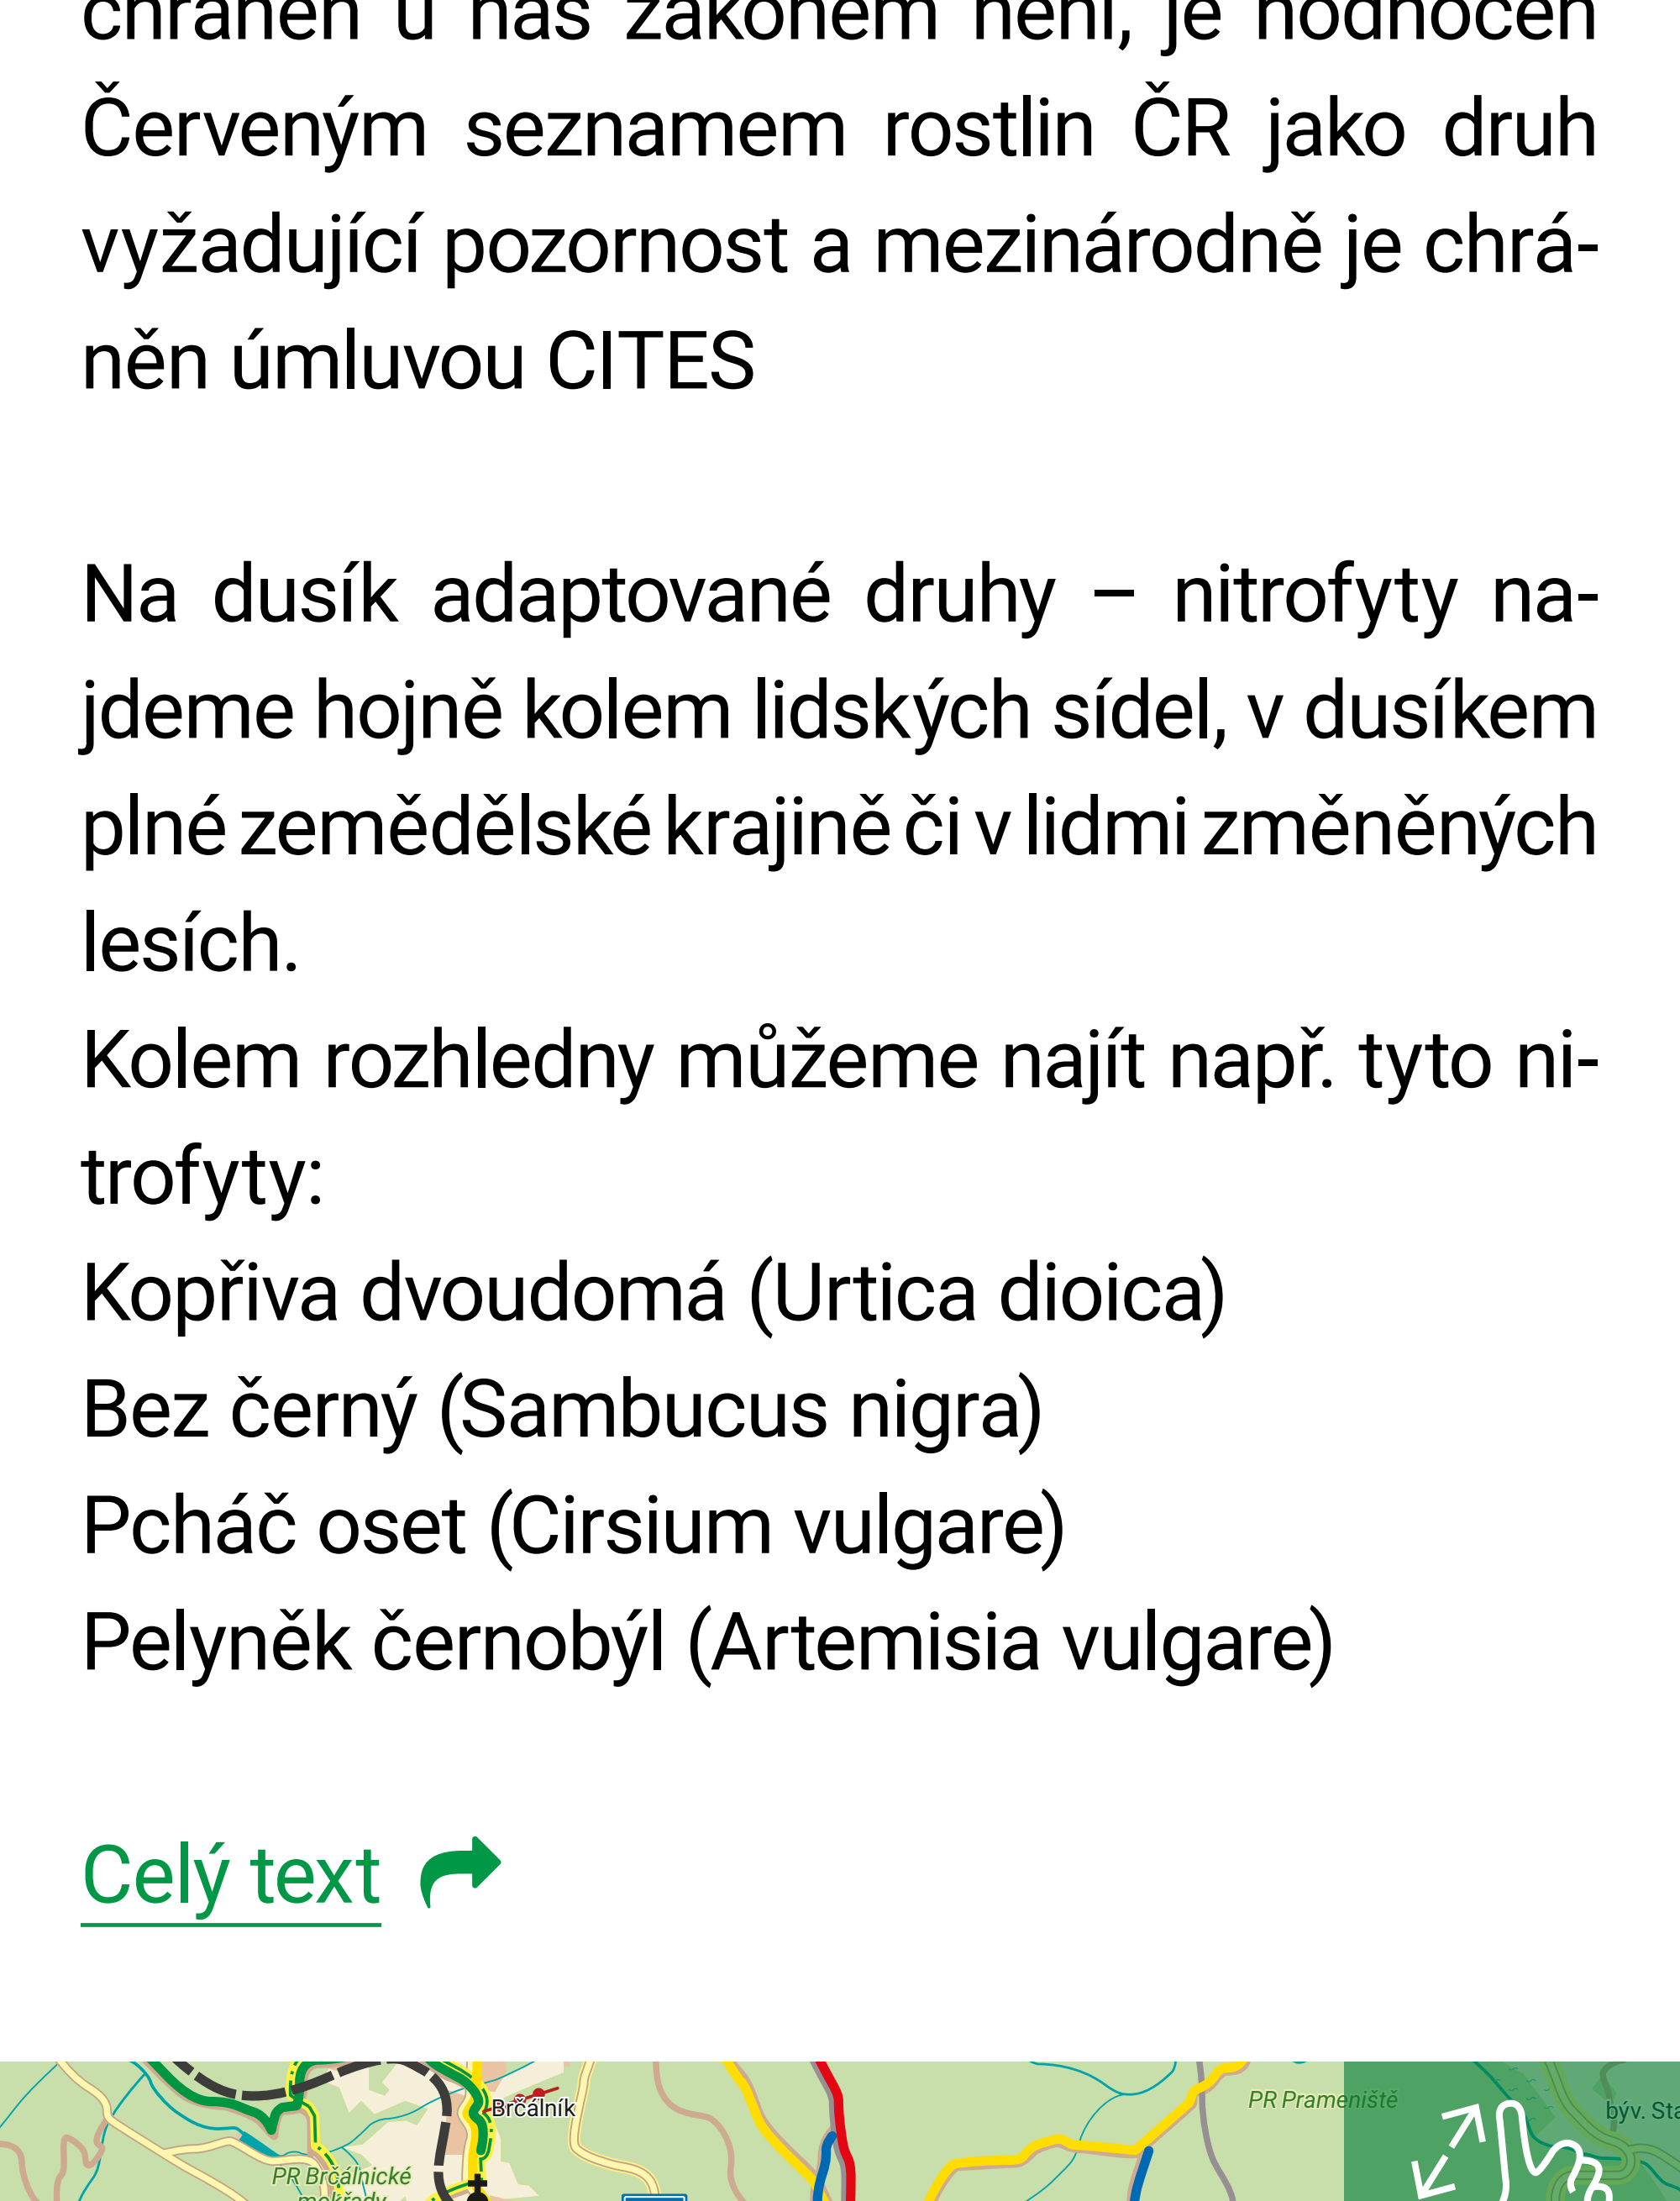 chráněn u nás zákonem není, je hodnocen
Červeným seznamem rostlin ČR jako druh
vyžadující pozornost a mezinárodně je chrá-
něn úmluvou CITES
Na dusík adaptované druhy – nitrofyty na-
jdeme hojně kolem lidských sídel, v dusíkem
plné zemědělské krajině či v lidmi změněných
lesích.
Kolem rozhledny můžeme najít např. tyto ni-
trofyty:
Kopřiva dvoudomá (Urtica dioica)
Bez černý (Sambucus nigra)
Pcháč oset (Cirsium vulgare)
Pelyněk černobýl (Artemisia vulgare)
Celý text
Brčálník
PR Prameniště
býv. Sta
PR Brčálnické
mokřady